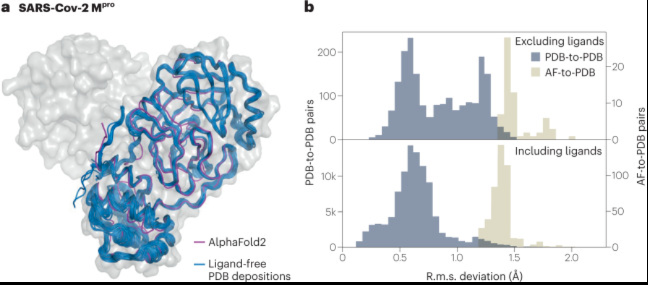 a SARS-Cov-2 Mpro
AlphaFold2
Ligand-free
PDB depositions
b
Excluding ligands
PDB-to-PDB
AF-to-PDB
200
100
0
20
10
0
Including ligands
10k
5k
0
100
50
0
PDB-to-PDB pairs
AF-to-PDB pairs
0 0.5 1.0 1.5 2.0
R.m.s. deviation (Å)